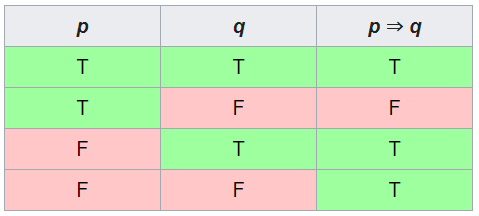 p q p ⇒ q
T T T
T F F
F T T
F F T